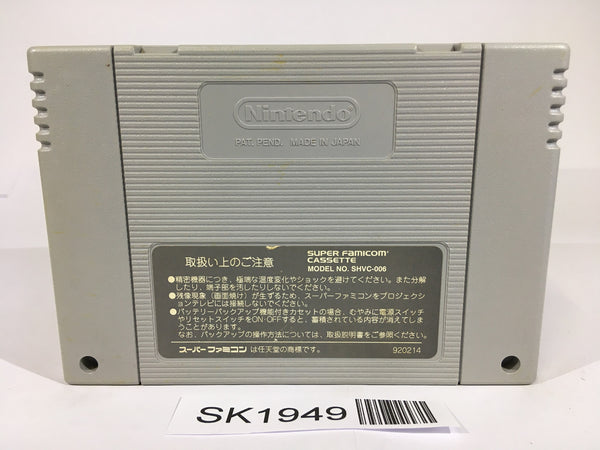 Nintendo
PAT. PEND. MADE IN JAPAN
取扱い上のご注意
SUPER FAMICOM
CASSETTE
MODEL NO. SHVC-006
●精密機器につき、極端な温度変化やショックを避けてください。また分解
したり、端子部を汚したりしないでください。
●残像現象（画面焼け）が生ずるため、スーパーファミコンをプロジェクシ
ョンテレビには接続しないでください。
●バッテリーバックアップ機能付きカセットの場合、むやみに電源スイッチ
やリセットスイッチをON・OFFすると、蓄積されている内容が消えてしま
うことがあります。
なお、バックアップの操作方法については、取扱説明書をご参照ください。
スーパーファミコン は任天堂の商標です。
920214
SK1949